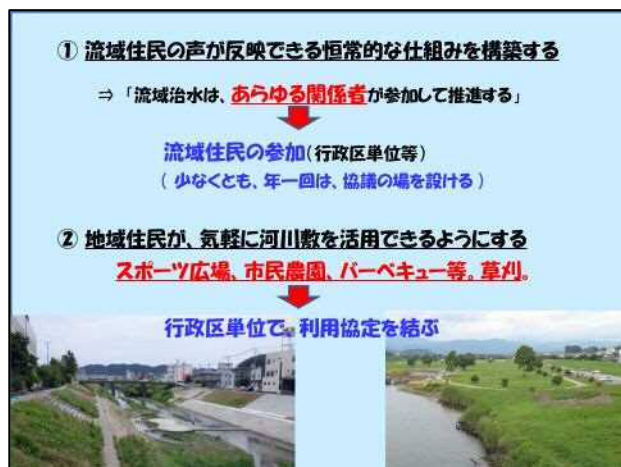 ① 流域住民の声が反映できる恒常的な仕組みを構築する
⇒「流域治水は、あらゆる関係者が参加して推進する」
流域住民の参加(行政区単位等)
( 少なくとも、年一回は、協議の場を設ける )
② 地域住民が、気軽に河川敷を活用できるようにする
スポーツ広場、市民農園、バーベキュー等。草刈。
行政区単位で、利用協定を結ぶ